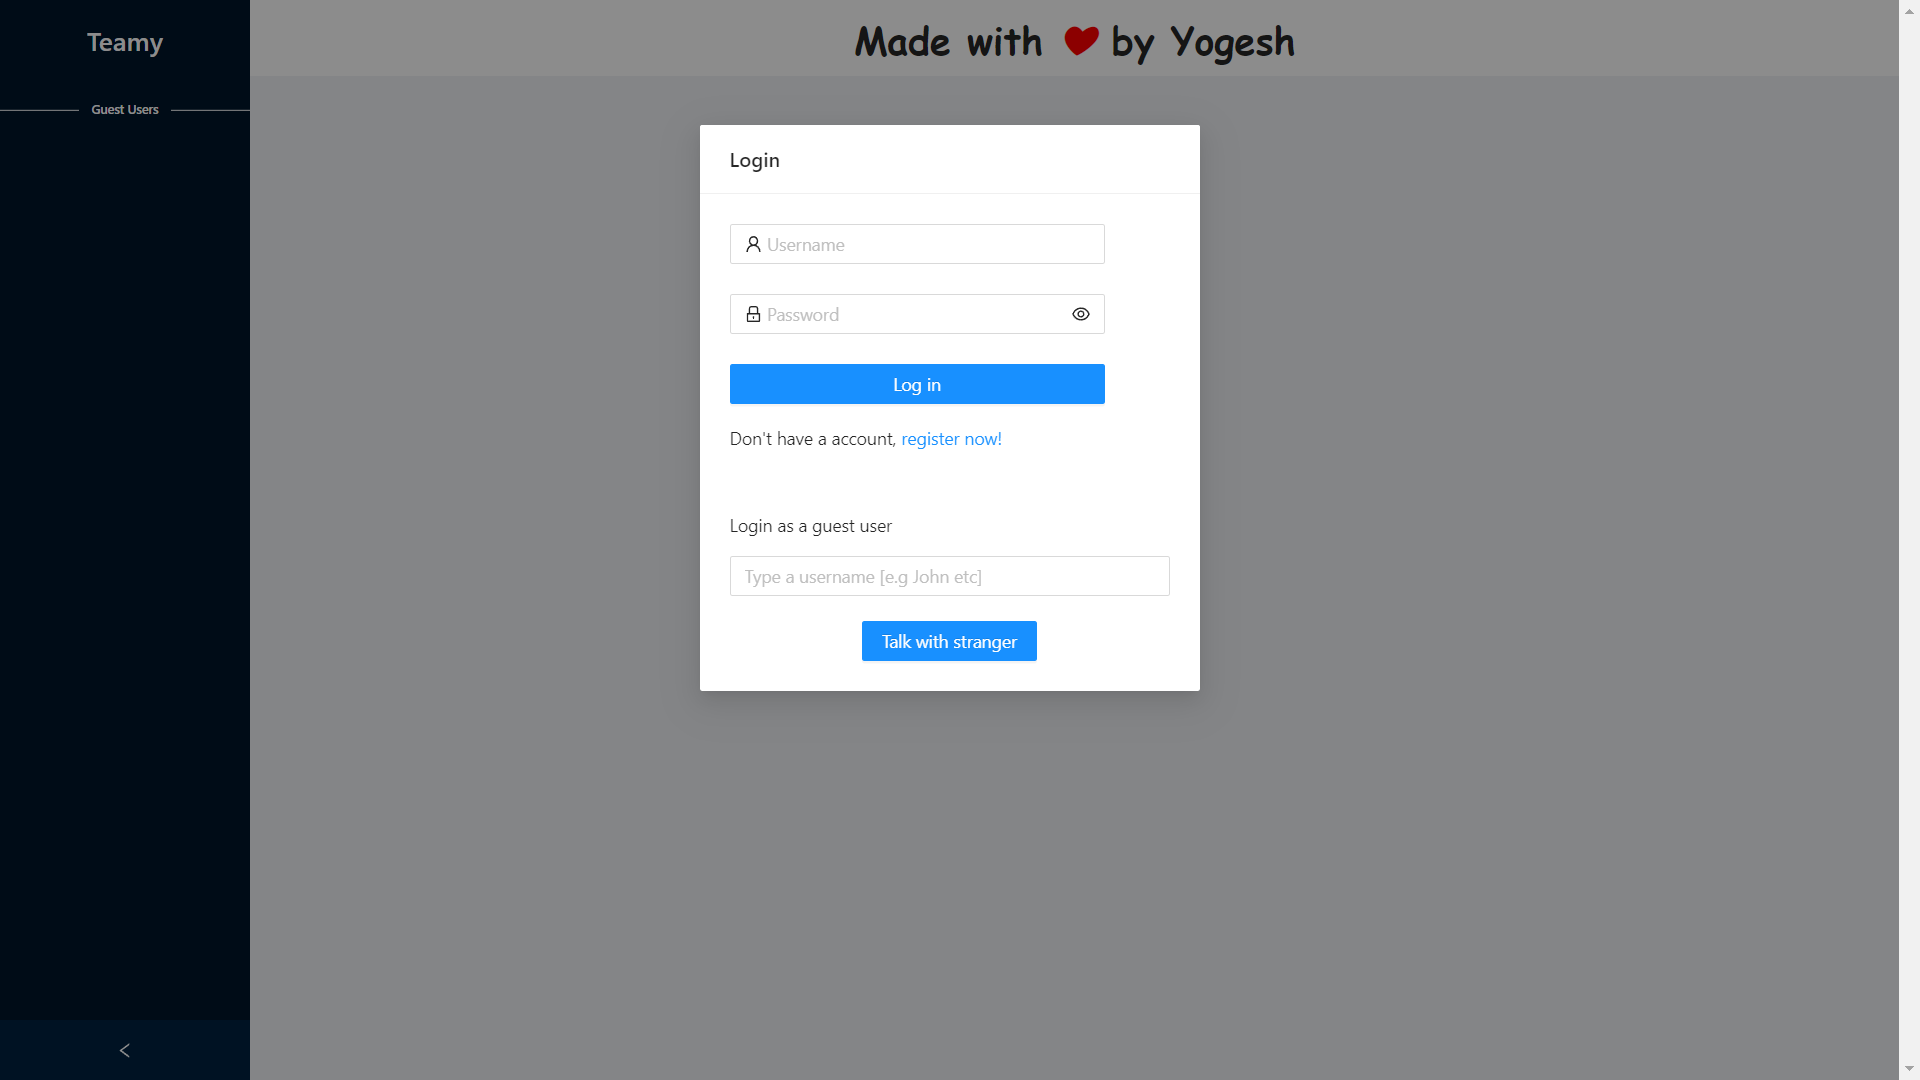 Teamy
Made with ❤ by Yogesh
Guest Users
Login
Username
Password
Log in
Don't have a account, register now!
Login as a guest user
Type a username [e.g John etc]
Talk with stranger